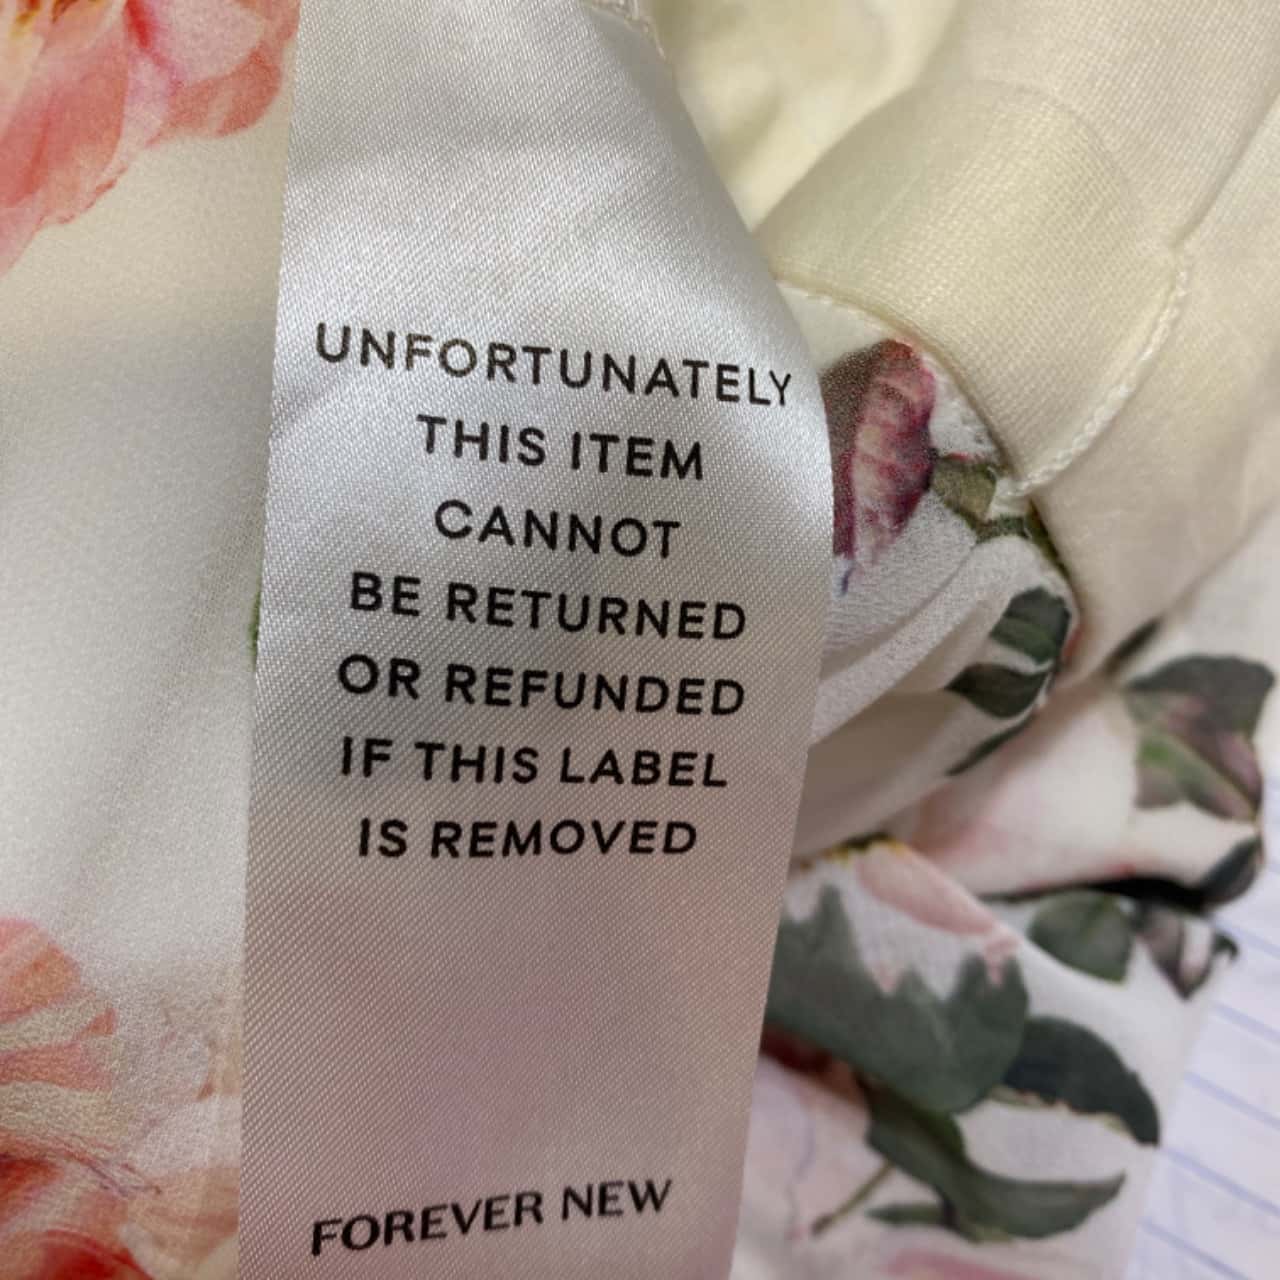 UNFORTUNATELY
THIS ITEM
CANNOT
BE RETURNED
OR REFUNDED
IF THIS LABEL
IS REMOVED
FOREVER NEW